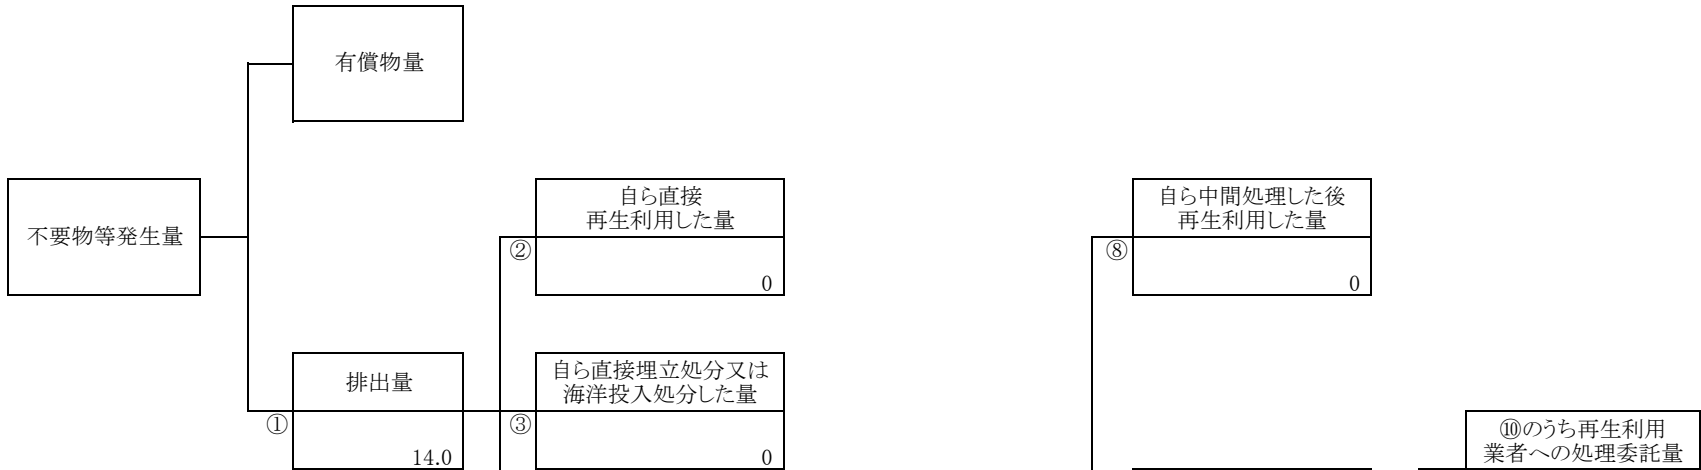 有償物量
不要物等発生量
自ら直接
再生利用した量
②
0
自ら中間処理した後
再生利用した量
⑧
0
排出量
①
14.0
自ら直接埋立処分又は
海洋投入処分した量
③
0
⑩のうち再生利用
業者への処理委託量